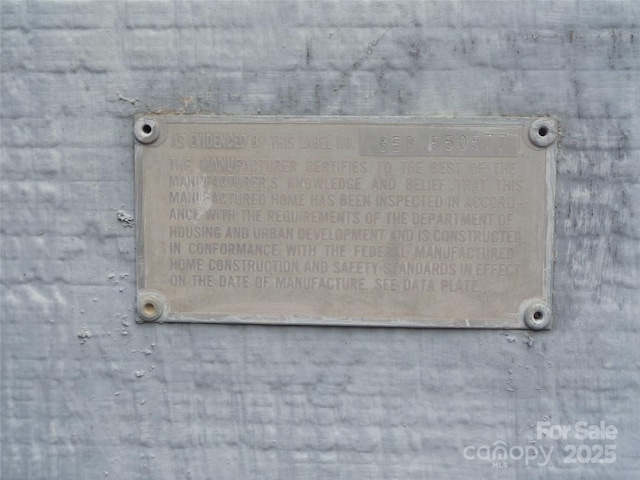 AS EVIDENCED BY THIS LABEL NO.
THE MANUFACTURER CERTIFIES TO THE BEST OF THE
MANUFACTURER'S KNOWLEDGE AND BELIEF THAT THIS
MANUFACTURED HOME HAS BEEN INSPECTED IN ACCORD-
ANCE WITH THE REQUIREMENTS OF THE DEPARTMENT OF
HOUSING AND URBAN DEVELOPMENT AND IS CONSTRUCTED
IN CONFORMANCE WITH THE FEDERAL MANUFACTURED
HOME CONSTRUCTION AND SAFETY STANDARDS IN EFFECT
ON THE DATE OF MANUFACTURE. SEE DATA PLATE.
For Sale
canopy MLS 2025